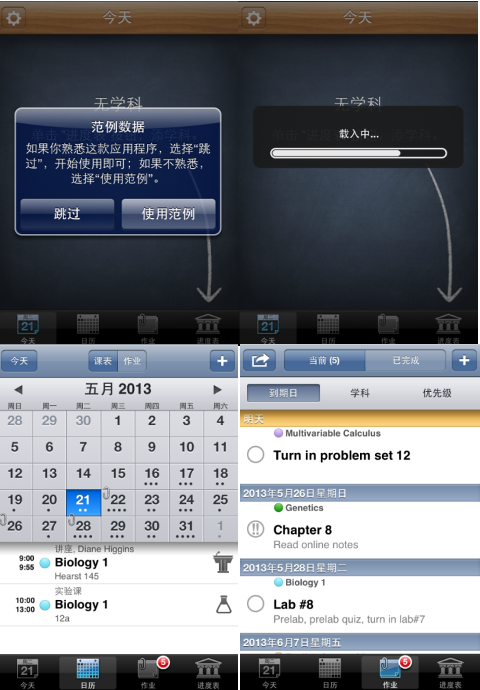 今天
无学科
范例数据
如果你熟悉这款应用程序，选择“跳
过”，开始使用即可；如果不熟悉，
选择“使用范例”。
跳过 使用范例
21
今天 日历 作业 进度表
今天
无学科
载入中...
21
今天 日历 作业 进度表
今天 课表 作业 +
五月 2013
周日 周一 周二 周三 周四 周五 周六
28 29 30 1 2 3 4
5 6 7 8 9 10 11
12 13 14 15 16 17 18
19 20 21 22 23 24 25
26 27 28 29 30 31 1
讲座, Diane Higgins
9:00 Biology 1
9:55
Hearst 145
实验课
10:00 Biology 1
13:00
12a
5
21
今天 日历 作业 进度表
当前 (5) 已完成 +
到期日 学科 优先级
明天
Multivariable Calculus
Turn in problem set 12
2013年5月26日星期日
Genetics
!! Chapter 8
Read online notes
2013年5月28日星期二
Biology 1
Lab #8
Prelab, prelab quiz, turn in lab#7
2013年6月7日星期五
5
21
今天 日历 作业 进度表